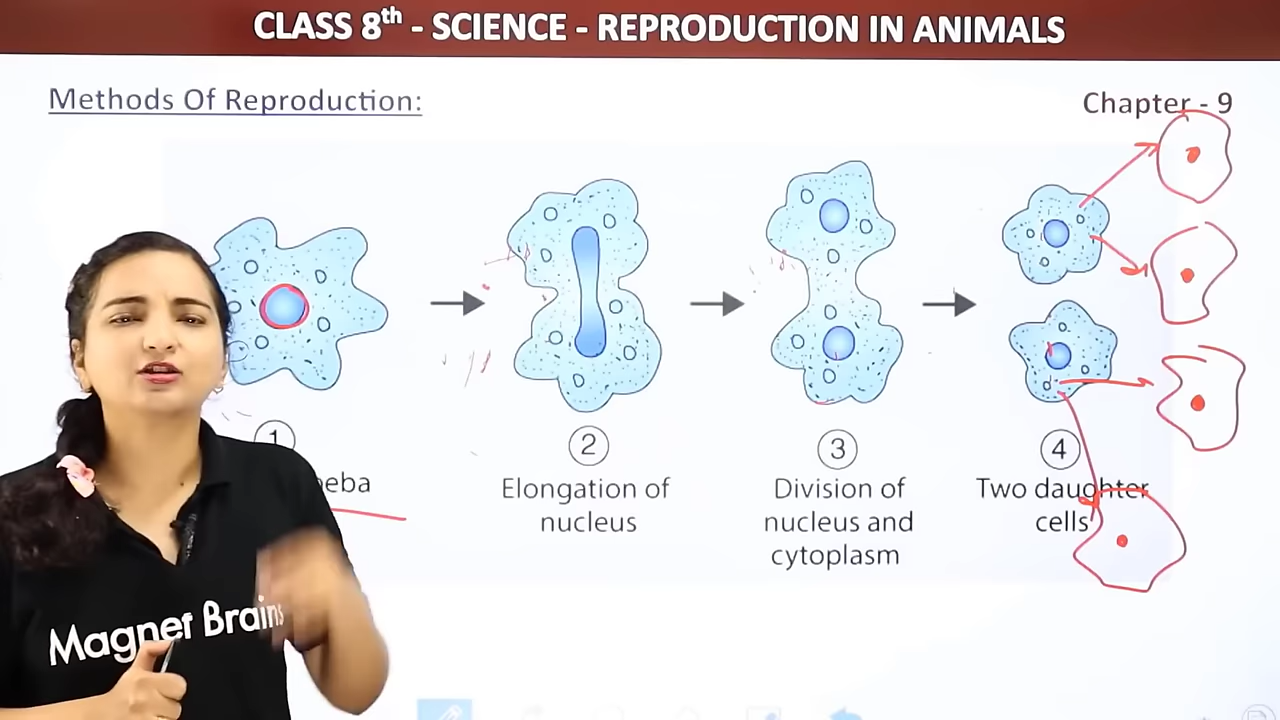 CLASS 8th - SCIENCE - REPRODUCTION IN ANIMALS
Methods Of Reproduction:
Chapter - 9
1
2
Elongation of
nucleus
3
Division of
nucleus and
cytoplasm
4
Two daughter
cells
Magnet Brains